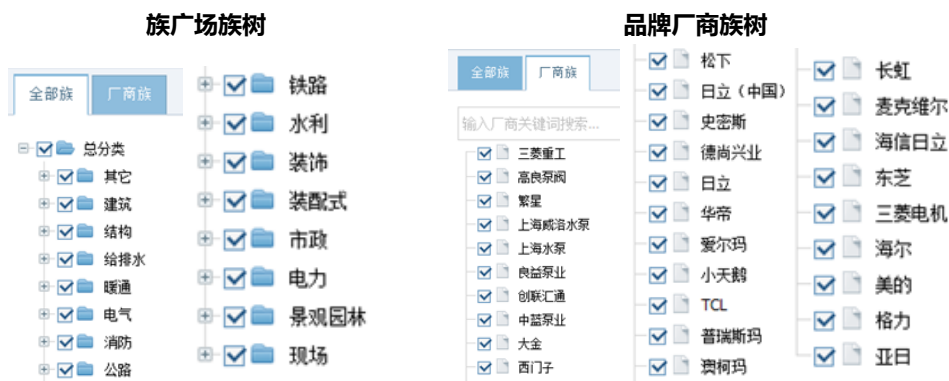 族广场族树
全部族
厂商族
总分类
其它
建筑
结构
给排水
暖通
电气
消防
公路
铁路
水利
装饰
装配式
市政
电力
景观园林
现场
品牌厂商族树
全部族
厂商族
输入厂商关键词搜索...
三菱重工
高良泵阀
繁星
上海威洛水泵
上海水泵
良益泵业
创联汇通
中蓝泵业
大金
西门子
松下
日立（中国）
史密斯
德尚兴业
日立
华帝
爱尔玛
小天鹅
TCL
普瑞斯玛
澳柯玛
长虹
麦克维尔
海信日立
东芝
三菱电机
海尔
美的
格力
亚日